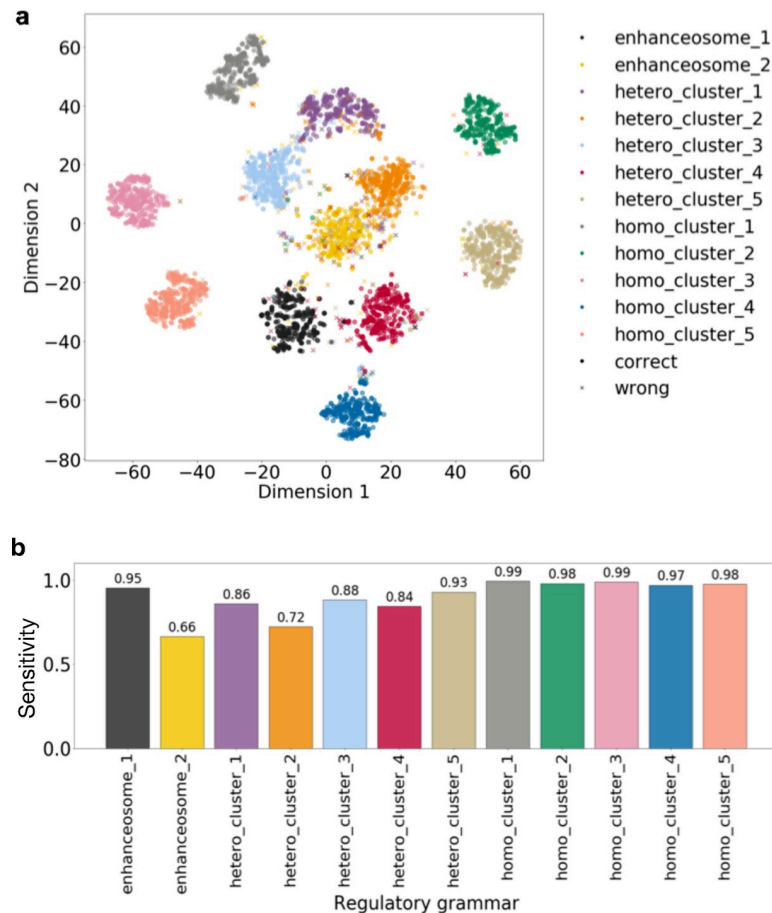 a
60
40
20
0
−20
−40
−60
−80
Dimension 2
−60 −40 −20 0 20 40 60
Dimension 1
enhanceosome_1
enhanceosome_2
hetero_cluster_1
hetero_cluster_2
hetero_cluster_3
hetero_cluster_4
hetero_cluster_5
homo_cluster_1
homo_cluster_2
homo_cluster_3
homo_cluster_4
homo_cluster_5
correct
wrong
b
1.0
0.5
0.0
Sensitivity
0.95 0.66 0.86 0.72 0.88 0.84 0.93 0.99 0.98 0.99 0.97 0.98
enhanceosome_1
enhanceosome_2
hetero_cluster_1
hetero_cluster_2
hetero_cluster_3
hetero_cluster_4
hetero_cluster_5
homo_cluster_1
homo_cluster_2
homo_cluster_3
homo_cluster_4
homo_cluster_5
Regulatory grammar